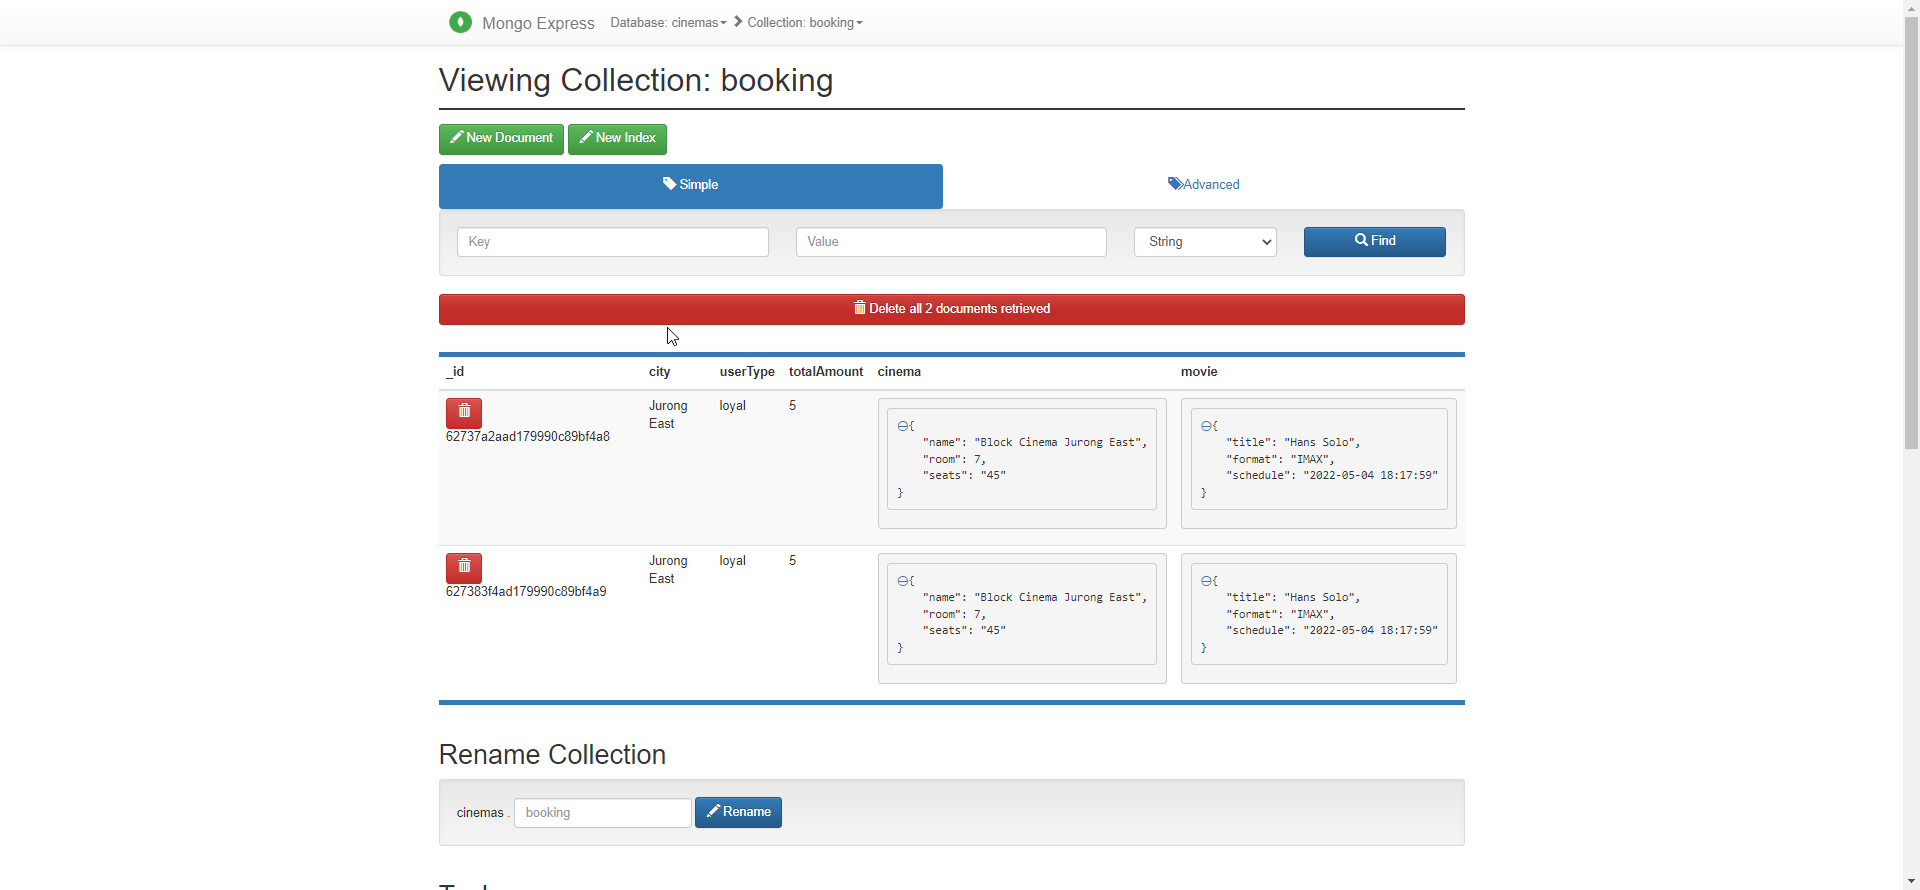 Mongo Express Database: cinemas Collection: booking
Viewing Collection: booking
New Document New Index
Simple Advanced
Key Value String Find
Delete all 2 documents retrieved
_id city userType totalAmount cinema movie
62737a2aad179990c89bf4a8
Jurong
East
loyal
5
{
"name": "Block Cinema Jurong East",
"room": 7,
"seats": "45"
}
{
"title": "Hans Solo",
"format": "IMAX",
"schedule": "2022-05-04 18:17:59"
}
627383f4ad179990c89bf4a9
Jurong
East
loyal
5
{
"name": "Block Cinema Jurong East",
"room": 7,
"seats": "45"
}
{
"title": "Hans Solo",
"format": "IMAX",
"schedule": "2022-05-04 18:17:59"
}
Rename Collection
cinemas . booking Rename